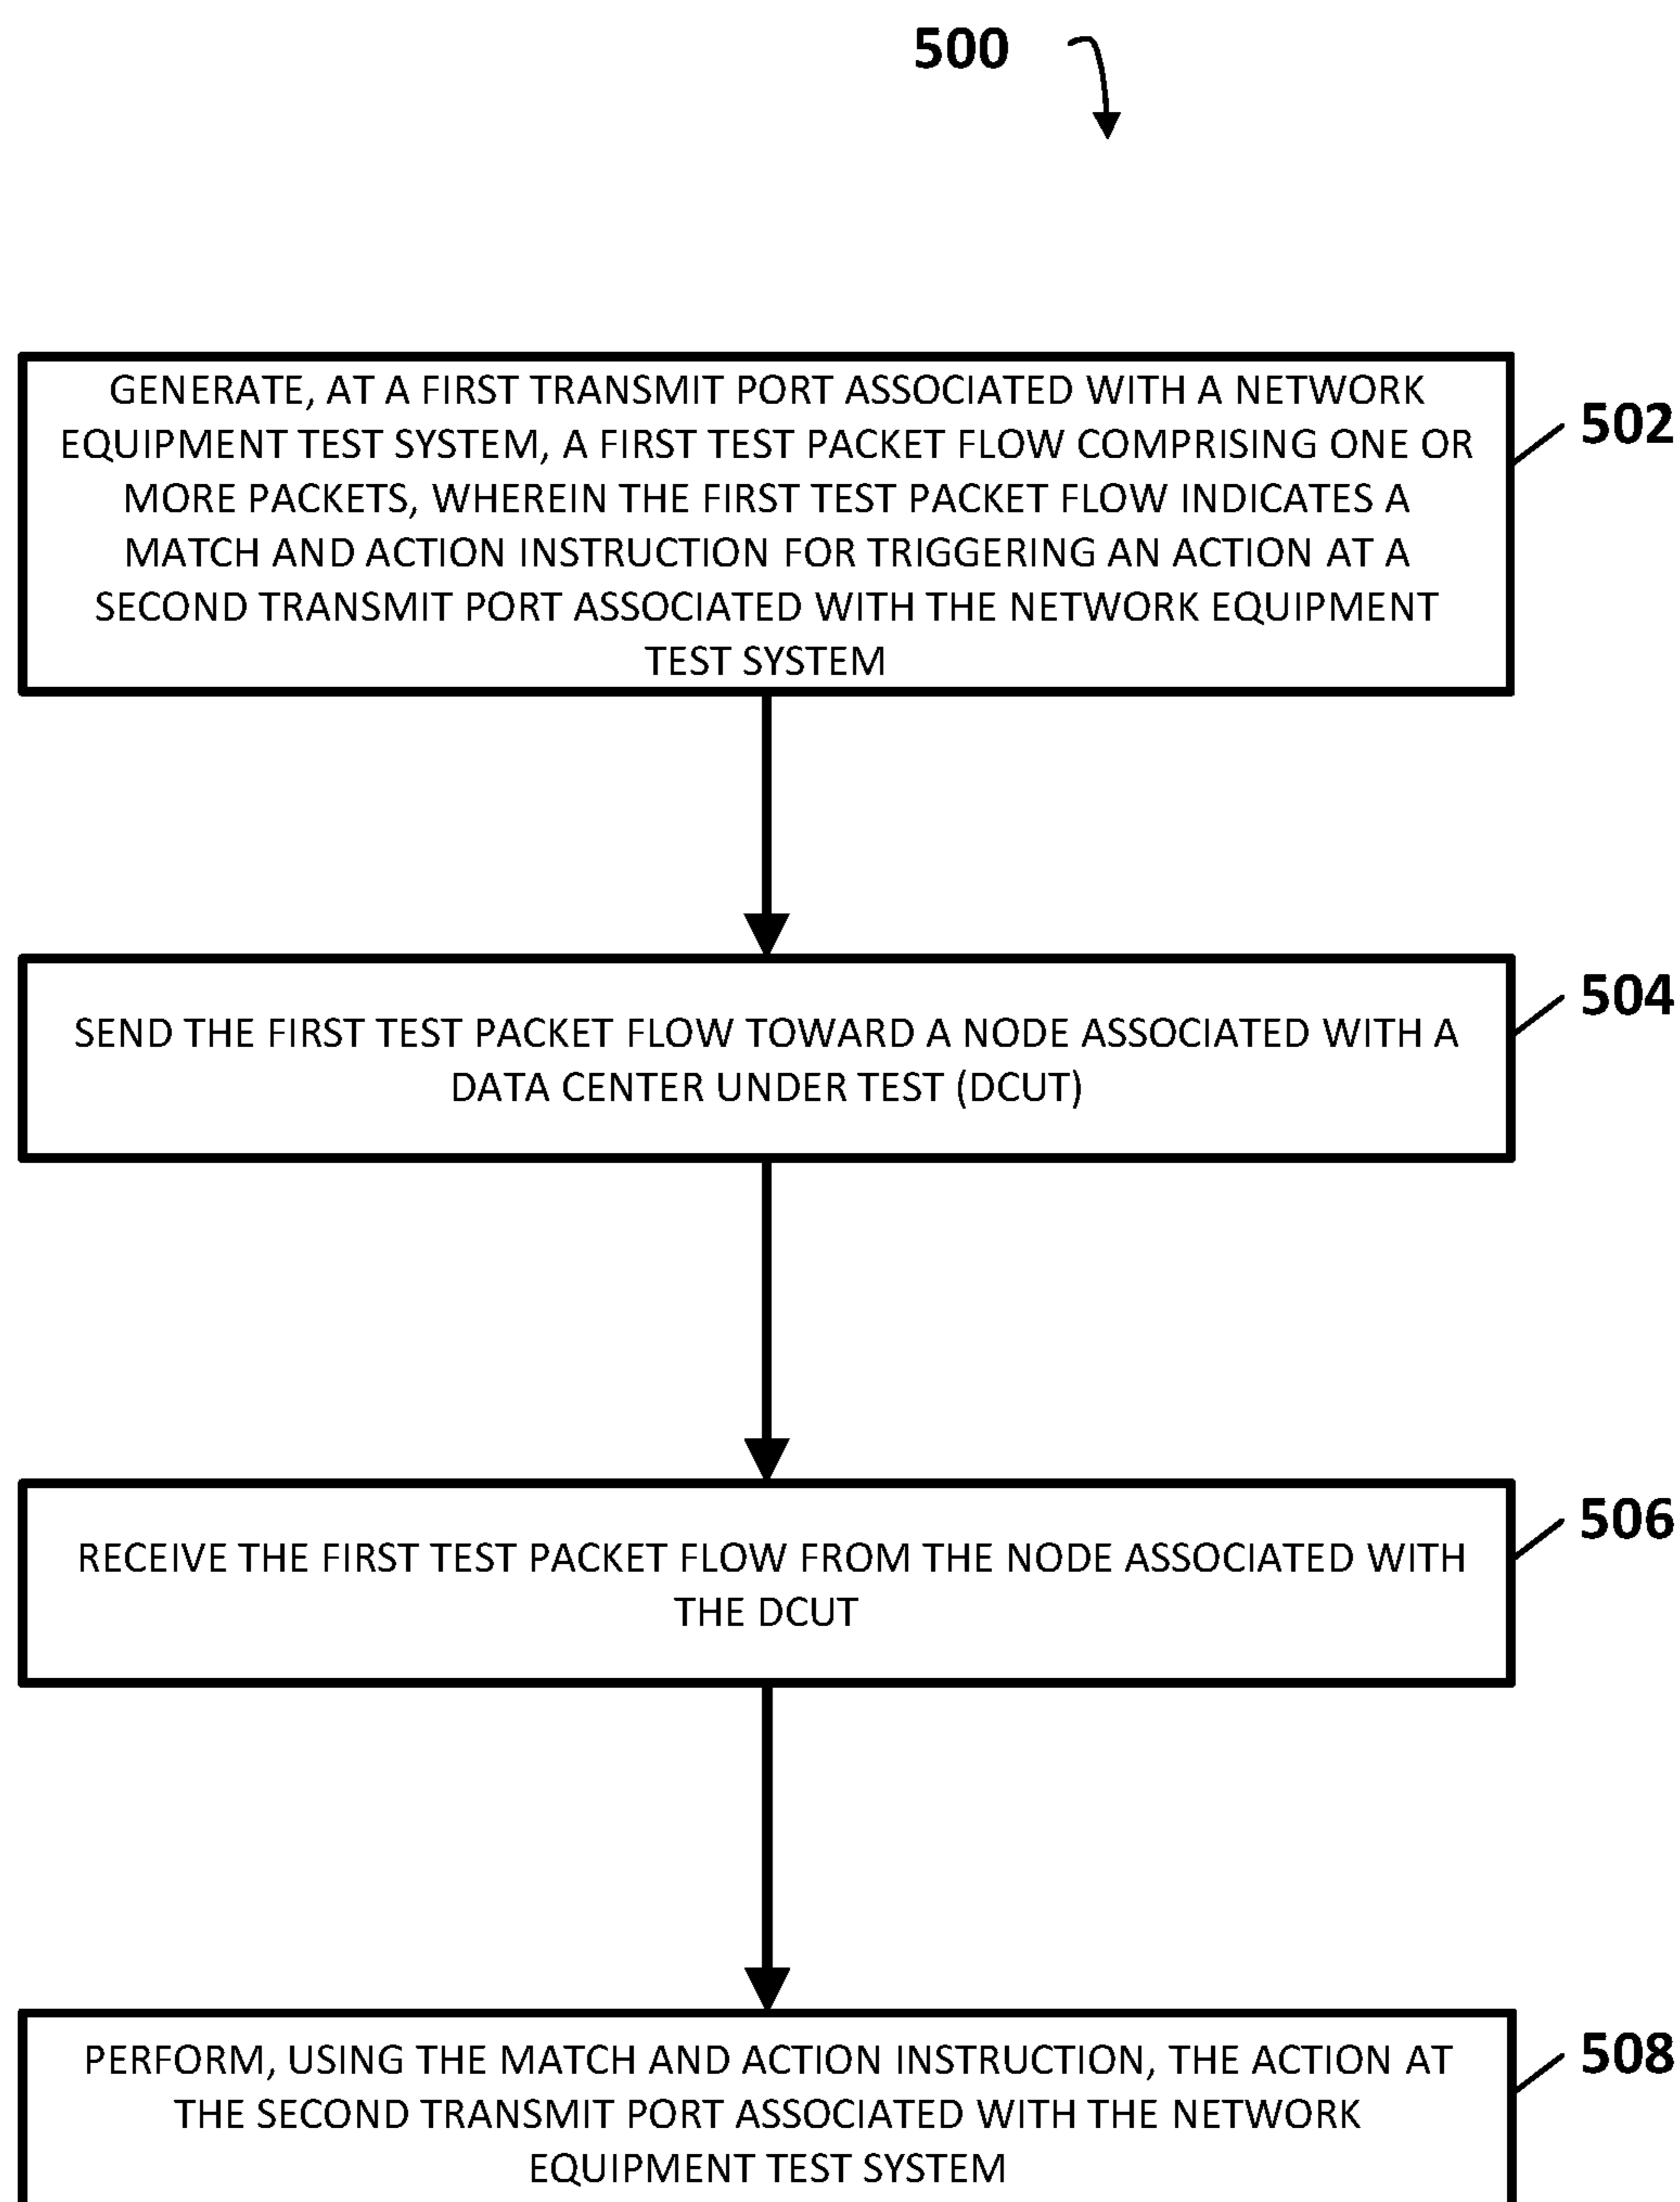 500
GENERATE, AT A FIRST TRANSMIT PORT ASSOCIATED WITH A NETWORK
EQUIPMENT TEST SYSTEM, A FIRST TEST PACKET FLOW COMPRISING ONE OR
MORE PACKETS, WHEREIN THE FIRST TEST PACKET FLOW INDICATES A
MATCH AND ACTION INSTRUCTION FOR TRIGGERING AN ACTION AT A
SECOND TRANSMIT PORT ASSOCIATED WITH THE NETWORK EQUIPMENT
TEST SYSTEM
502
SEND THE FIRST TEST PACKET FLOW TOWARD A NODE ASSOCIATED WITH A
DATA CENTER UNDER TEST (DCUT)
504
RECEIVE THE FIRST TEST PACKET FLOW FROM THE NODE ASSOCIATED WITH
THE DCUT
506
PERFORM, USING THE MATCH AND ACTION INSTRUCTION, THE ACTION AT
THE SECOND TRANSMIT PORT ASSOCIATED WITH THE NETWORK
EQUIPMENT TEST SYSTEM
508